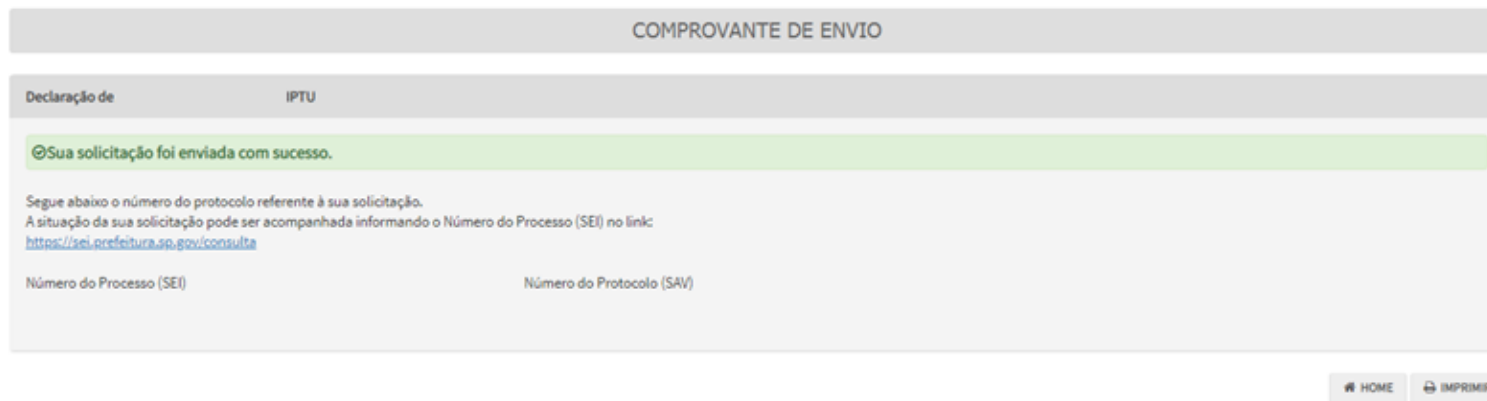 COMPROVANTE DE ENVIO
Declaração de IPTU
Sua solicitação foi enviada com sucesso.
Segue abaixo o número do protocolo referente à sua solicitação.
A situação da sua solicitação pode ser acompanhada informando o Número do Processo (SEI) no link:
https://sei.prefeitura.sp.gov/consulta
Número do Processo (SEI) Número do Protocolo (SAV)
HOME IMPRIMIR